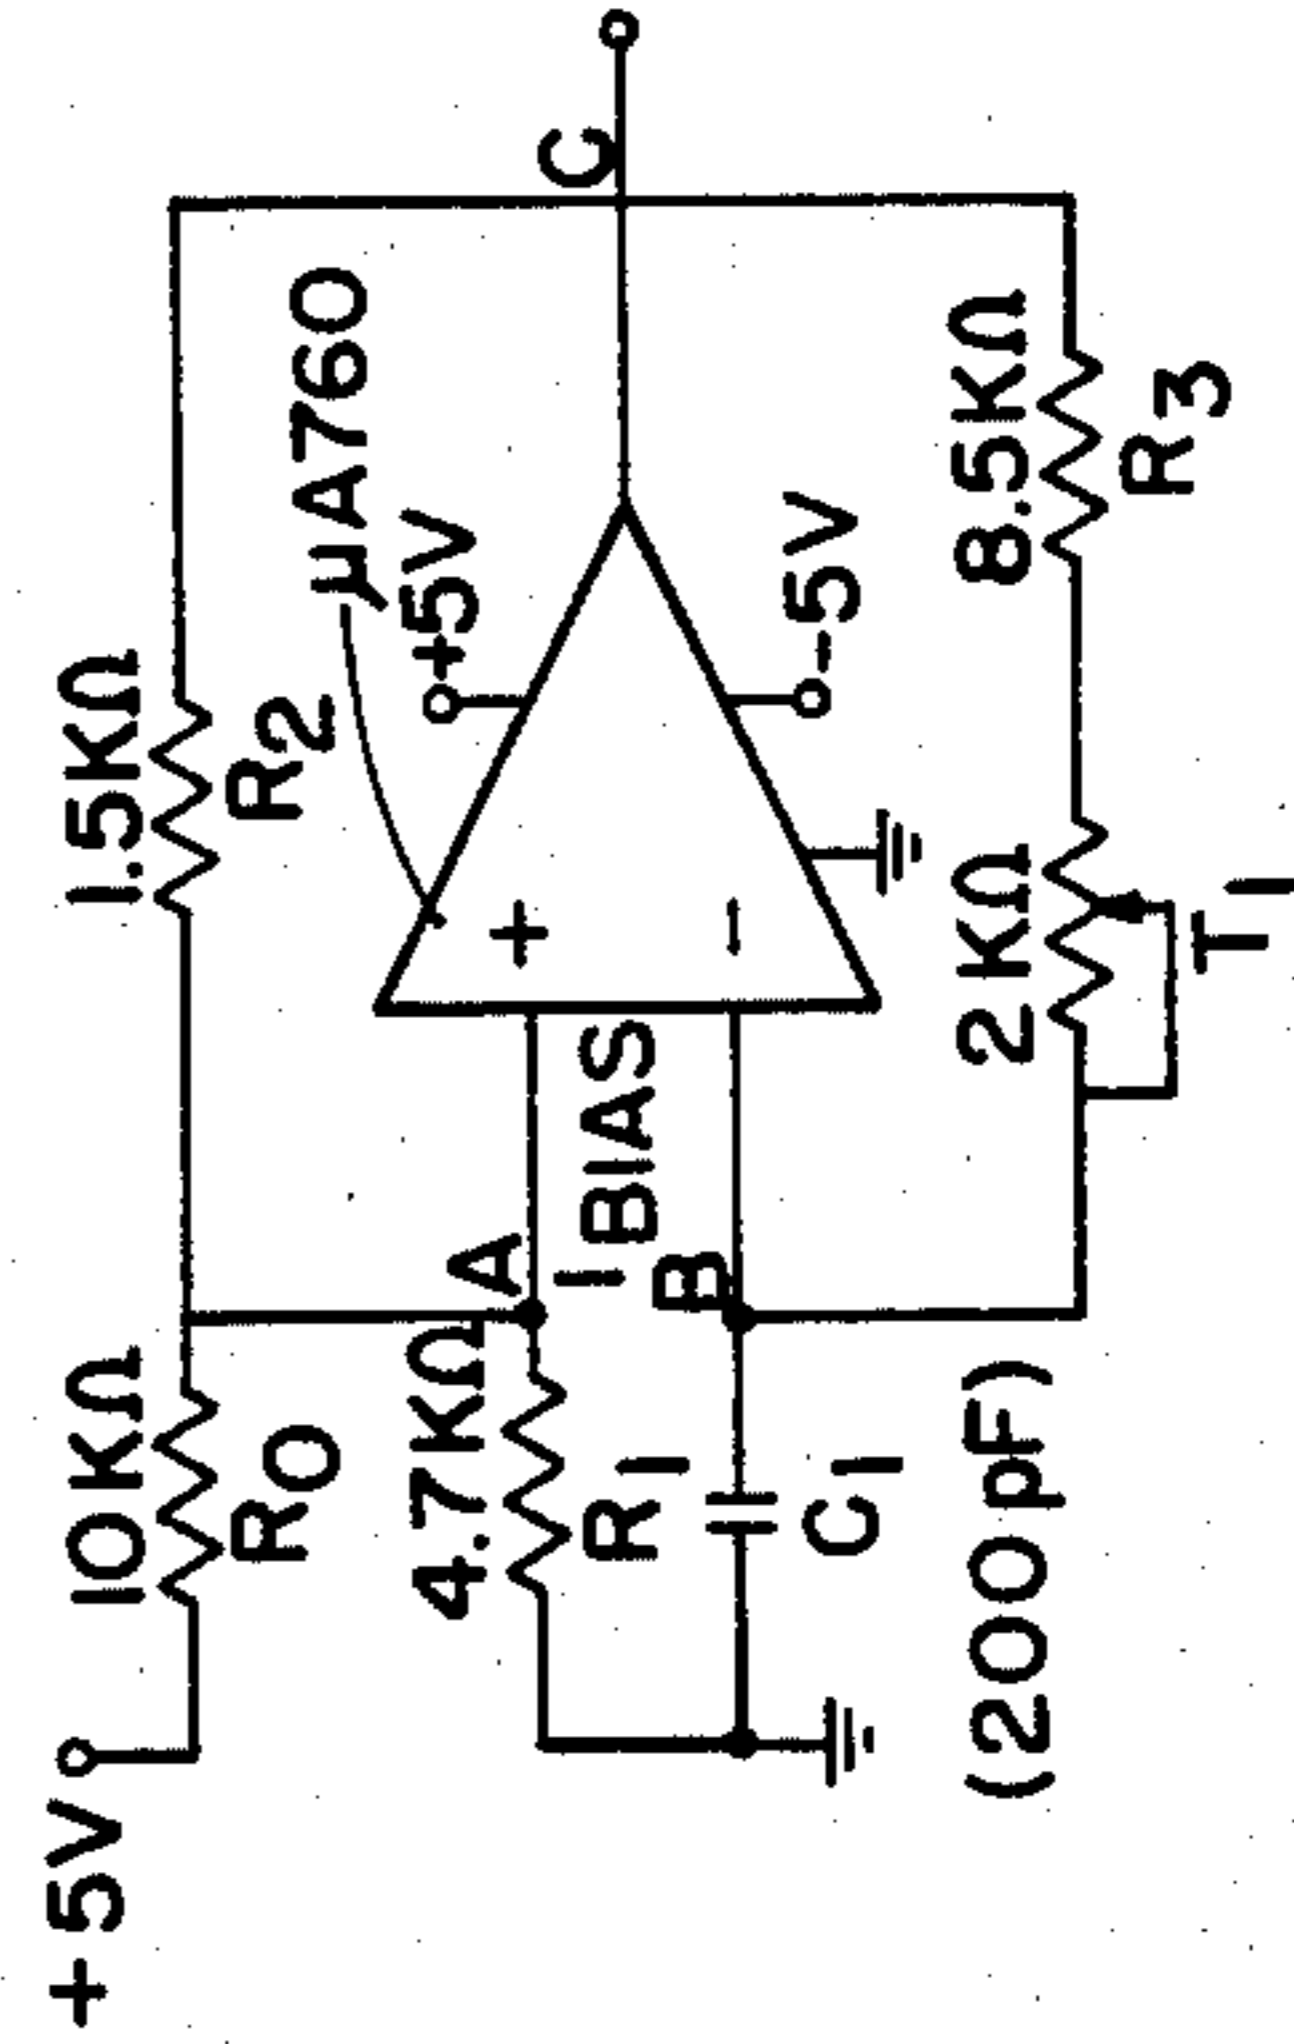 +5V
10KΩ
R0
1.5KΩ
R2
μA760
+5V
4.7KΩ
R1
A
I BIAS
B
+
−
C
-5V
C1
(200pF)
2KΩ
T1
8.5KΩ
R3